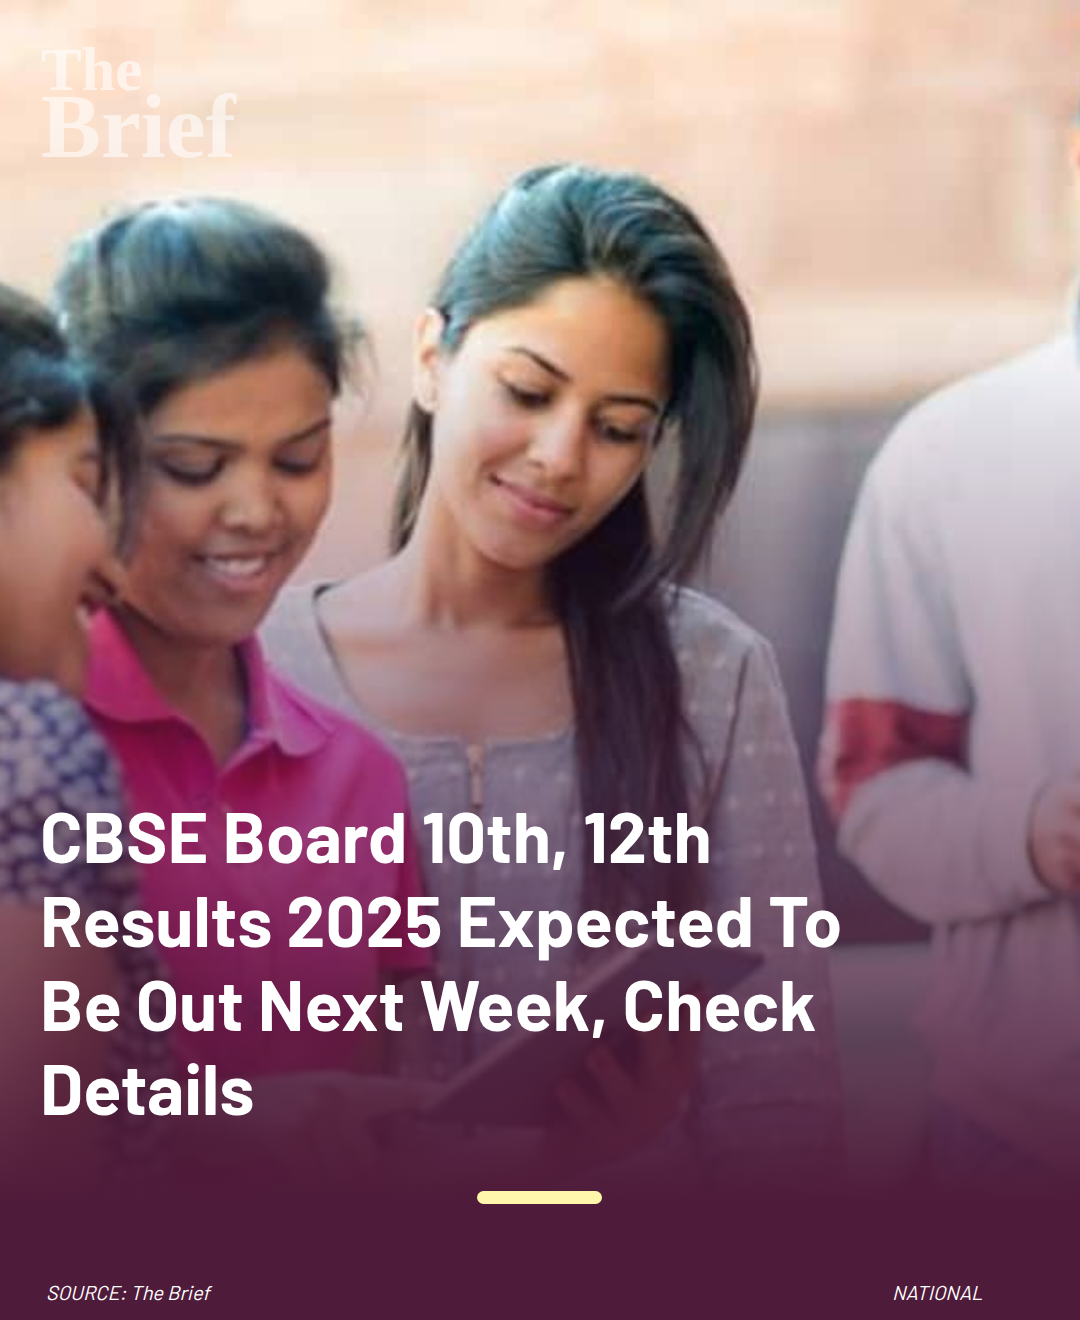 The
Brief
CBSE Board 10th, 12th
Results 2025 Expected To
Be Out Next Week, Check
Details
SOURCE: The Brief
NATIONAL